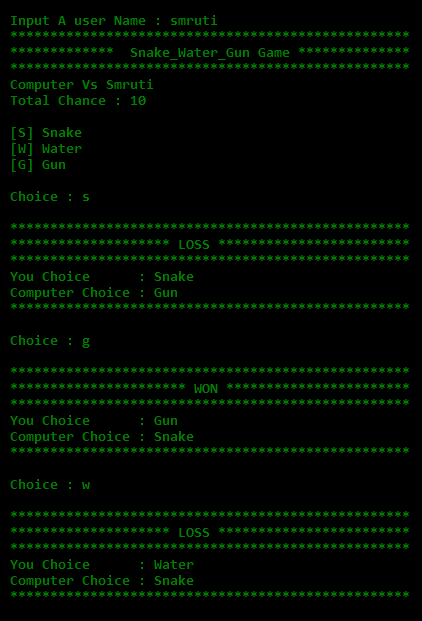 Input A user Name : smruti
**************************************************
*************  Snake_Water_Gun Game **************
**************************************************
Computer Vs Smruti
Total Chance : 10
[S] Snake
[W] Water
[G] Gun
Choice : s
**************************************************
******************** LOSS ************************
**************************************************
You Choice      : Snake
Computer Choice : Gun
**************************************************
Choice : g
**************************************************
********************** WON ***********************
**************************************************
You Choice      : Gun
Computer Choice : Snake
**************************************************
Choice : w
**************************************************
******************** LOSS ************************
**************************************************
You Choice      : Water
Computer Choice : Snake
**************************************************